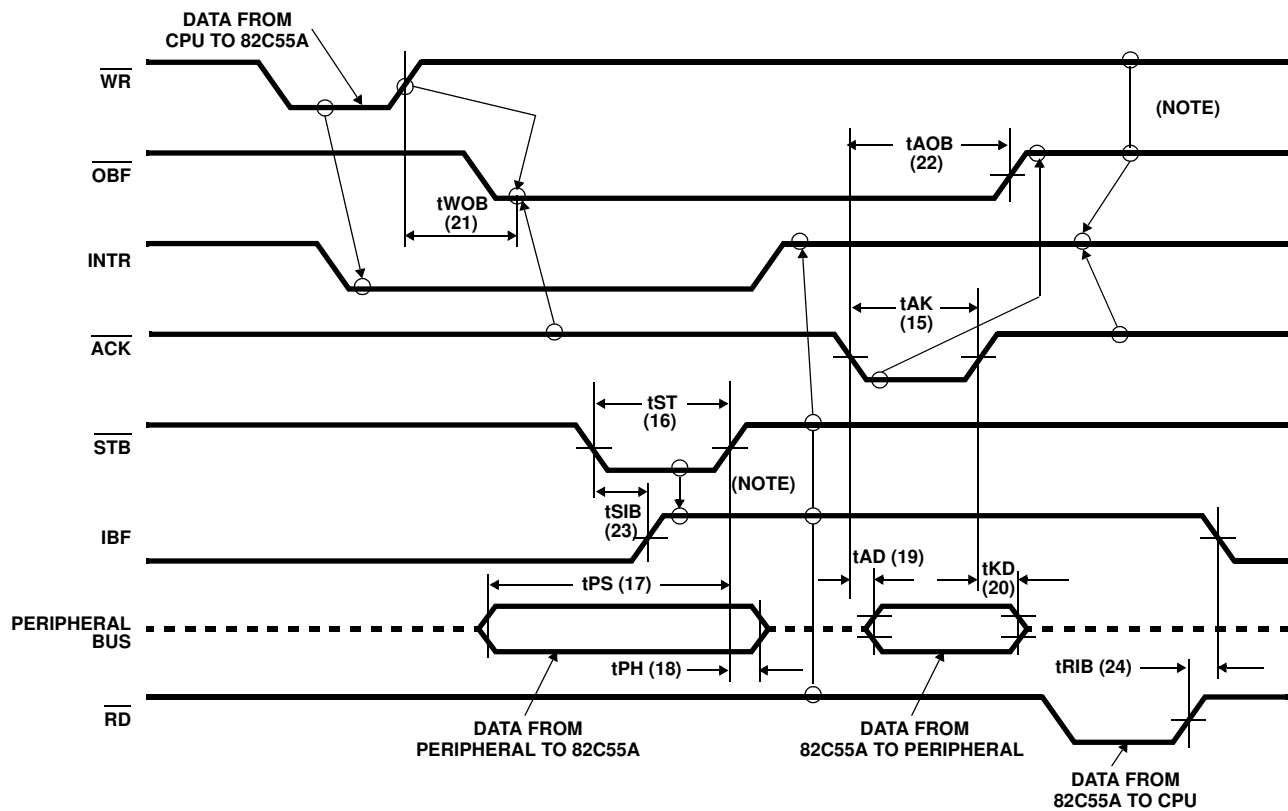 DATA FROM
CPU TO 82C55A
WR
(NOTE)
tAOB
(22)
OBF
tWOB
(21)
INTR
tAK
(15)
ACK
tST
(16)
STB
(NOTE)
tSIB
(23)
IBF
tAD (19)
tKD
(20)
tPS (17)
PERIPHERAL
BUS
tPH (18)
tRIB (24)
RD
DATA FROM
PERIPHERAL TO 82C55A
DATA FROM
82C55A TO PERIPHERAL
DATA FROM
82C55A TO CPU